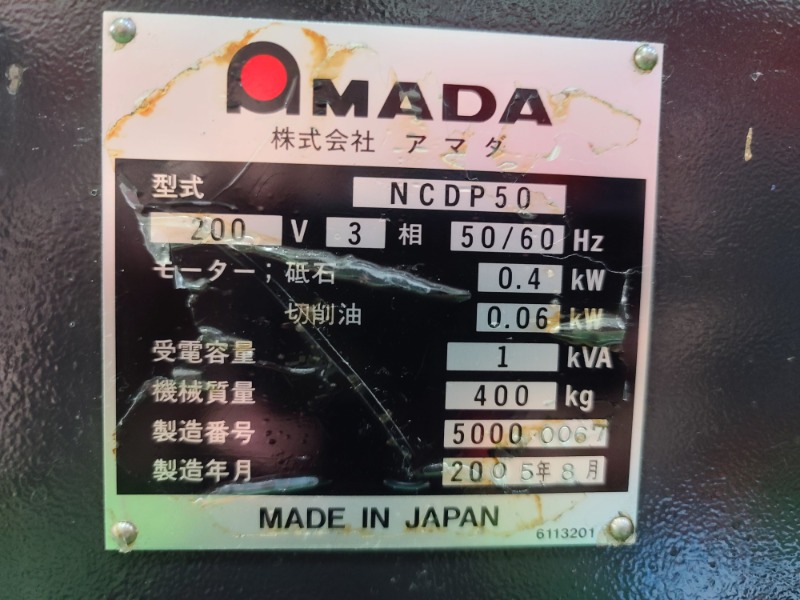 AMADA
株式会社 アマダ
型式 NCDP50
200 V 3 相 50/60 Hz
モーター; 砥石 0.4 kW
切削油 0.06 kW
受電容量 1 kVA
機械質量 400 kg
製造番号 50000067
製造年月 2005年8月
MADE IN JAPAN
6113201